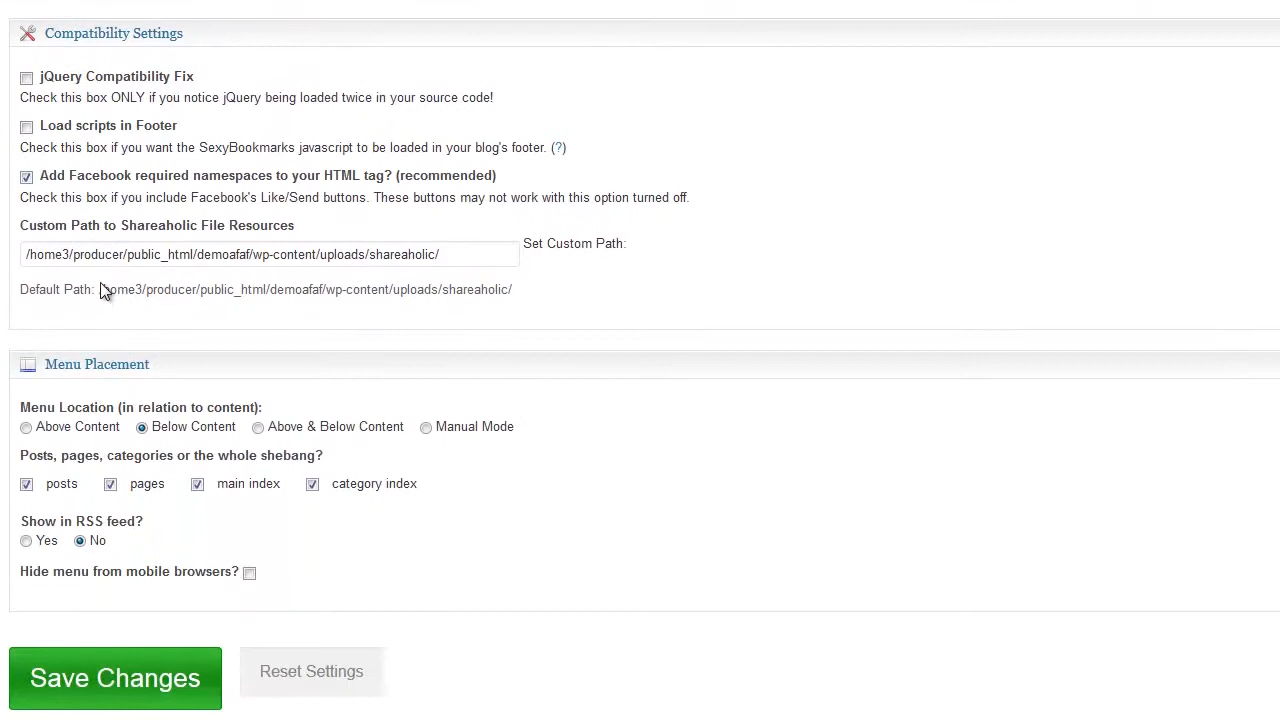 Compatibility Settings
jQuery Compatibility Fix
Check this box ONLY if you notice jQuery being loaded twice in your source code!
Load scripts in Footer
Check this box if you want the SexyBookmarks javascript to be loaded in your blog's footer. (?)
Add Facebook required namespaces to your HTML tag? (recommended)
Check this box if you include Facebook's Like/Send buttons. These buttons may not work with this option turned off.
Custom Path to Shareaholic File Resources
/home3/producer/public_html/demoafaf/wp-content/uploads/shareaholic/ Set Custom Path:
Default Path: /home3/producer/public_html/demoafaf/wp-content/uploads/shareaholic/
Menu Placement
Menu Location (in relation to content):
Above Content Below Content Above & Below Content Manual Mode
Posts, pages, categories or the whole shebang?
posts pages main index category index
Show in RSS feed?
Yes No
Hide menu from mobile browsers?
Save Changes Reset Settings